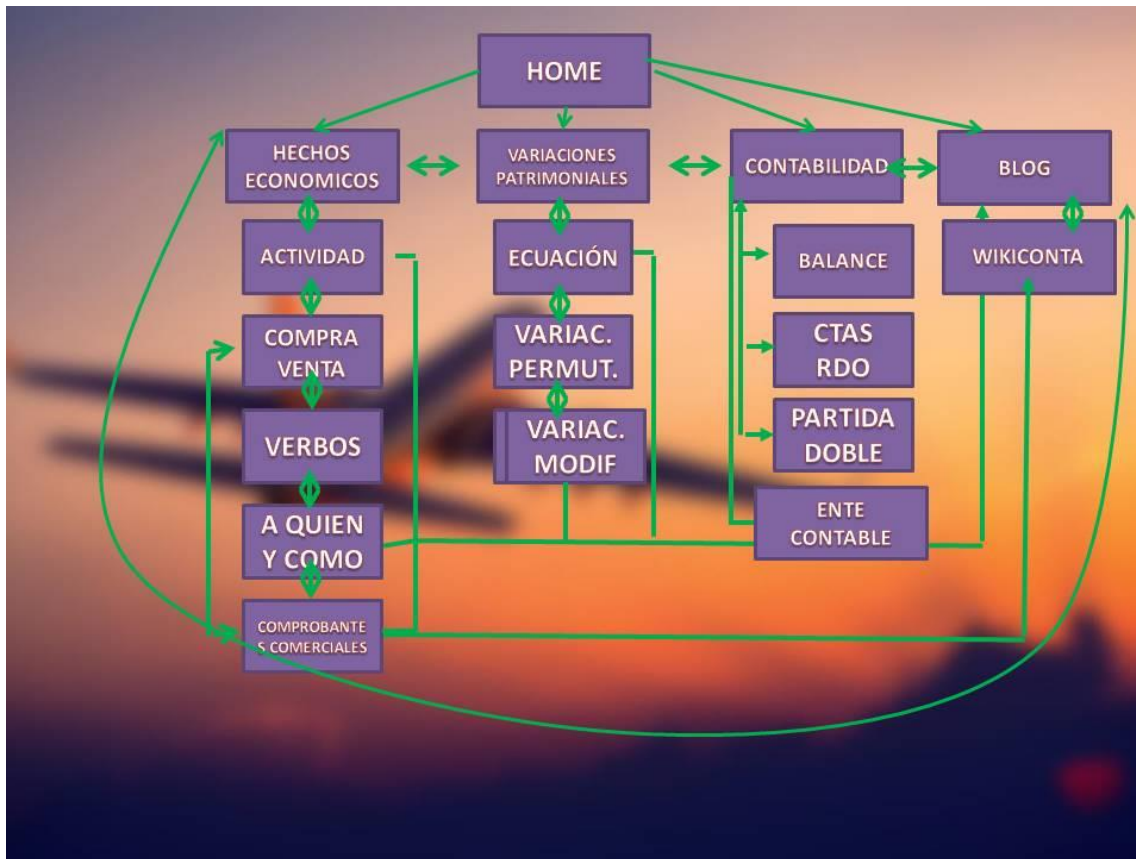 HOME
HECHOS
ECONOMICOS
VARIACIONES
PATRIMONIALES
CONTABILIDAD
BLOG
ACTIVIDAD
ECUACIÓN
BALANCE
WIKICONTA
COMPRA
VENTA
VARIAC.
PERMUT.
CTAS
RDO
VERBOS
VARIAC.
MODIF
PARTIDA
DOBLE
A QUIEN
Y COMO
ENTE
CONTABLE
COMPROBANTE
S COMERCIALES